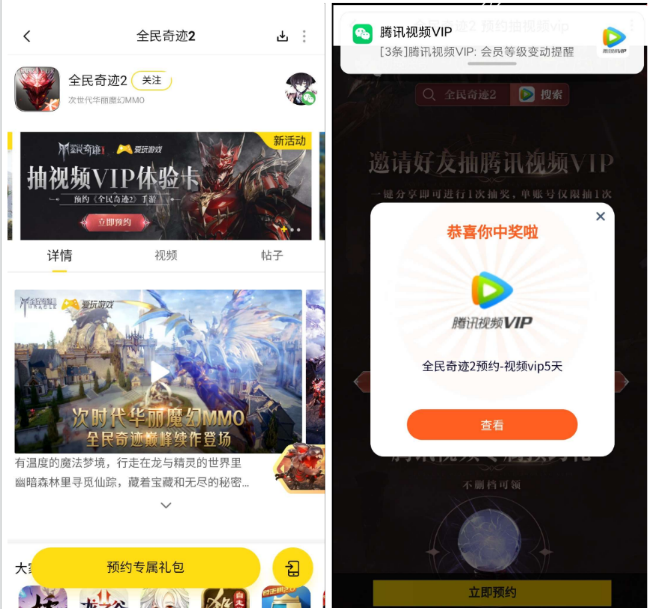 全民奇迹2
全民奇迹2
关注
次世代华丽魔幻MMO
新活动
全民奇迹2
爱玩游戏
抽视频VIP体验卡
预约《全民奇迹2》手游
立即预约
详情
视频
帖子
爱玩游戏
次时代华丽魔幻MMO
全民奇迹巅峰续作登场
有温度的魔法梦境，行走在龙与精灵的世界里
幽暗森林里寻觅仙踪，藏着宝藏和无尽的秘密...
预约专属礼包
腾讯视频VIP
[3条]腾讯视频VIP: 会员等级变动提醒
全民奇迹2
搜索
邀请好友抽腾讯视频VIP
一键分享即可进行1次抽奖，单账号仅限抽1次
恭喜你中奖啦
腾讯视频VIP
全民奇迹2预约-视频vip5天
查看
不删档可领
立即预约